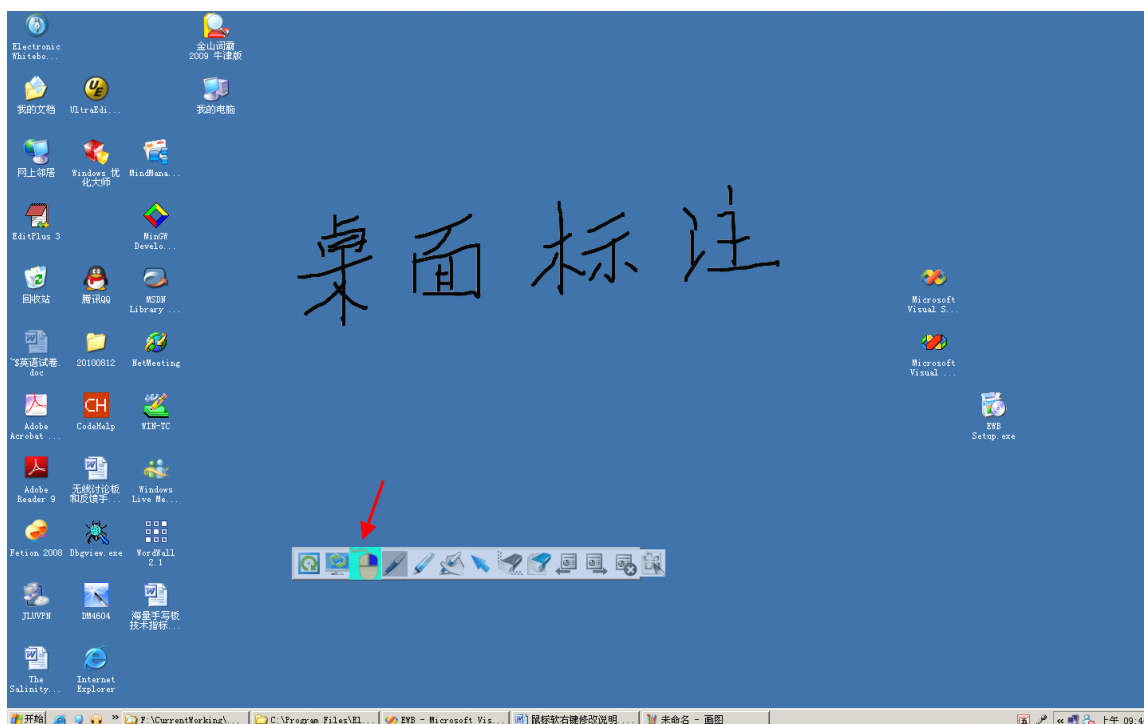 Electronic
Whitebo...
金山词霸
2009 牛津版
我的文档
UltraEdi...
我的电脑
网上邻居
Windows 优
化大师
MindMana...
EditPlus 3
MinGW
Develo...
桌面标注
回收站
腾讯QQ
MSDN
Library ...
Microsoft
Visual S...
~$英语试卷.
doc
20100812
NetMeeting
Microsoft
Visual ...
Adobe
Acrobat ...
CH
CodeHelp
WIN-TC
EWB
Setup.exe
Adobe
Reader 9
无线讨论板
和反馈手...
Windows
Live Me...
Fetion 2008
Dbgview.exe
WordWall
2.1
JLUVPN
DM4604
海量手写板
技术指标...
The
Salinity...
Internet
Explorer
开始
F:\CurrentWorking\...
C:\Program Files\El...
EWB - Microsoft Vis...
鼠标软右键修改说明....
未命名 - 画图
上午 09:4